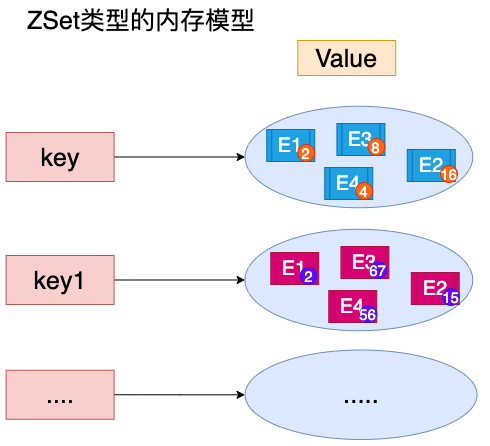 ZSet类型的内存模型
Value
key
E1 2
E3 8
E2 16
E4 4
key1
E1 2
E3 67
E2 15
E4 56
....
.....